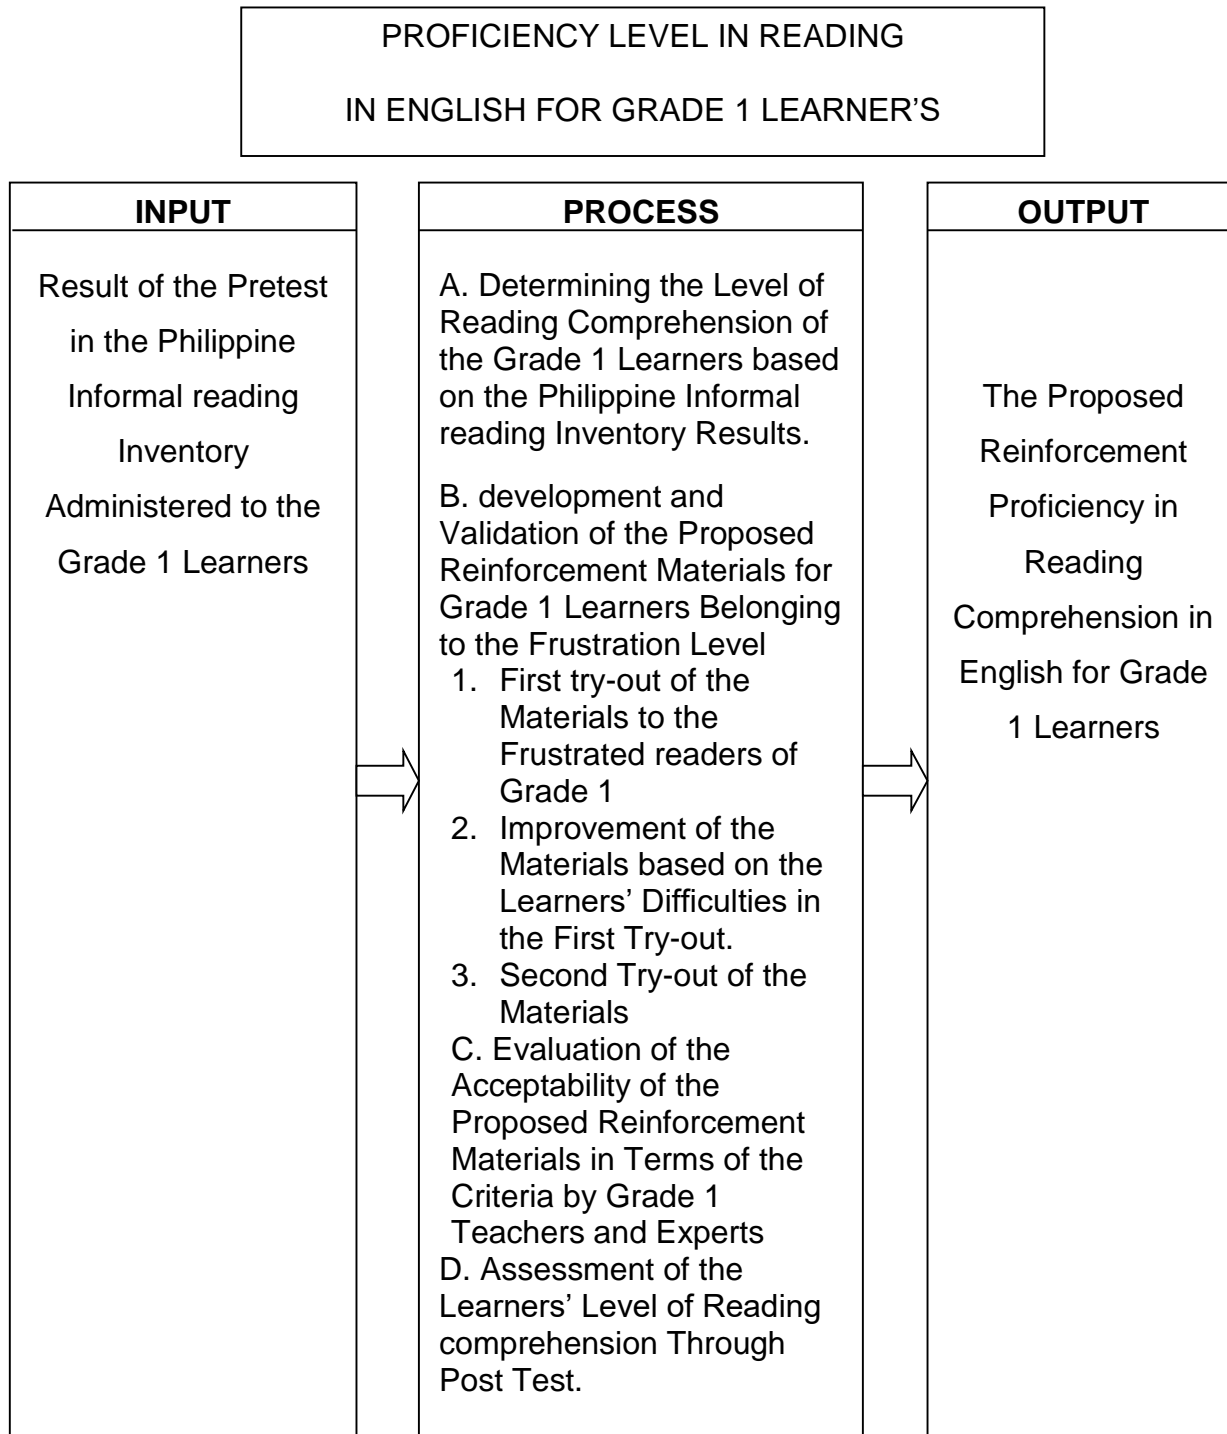 PROFICIENCY LEVEL IN READING
IN ENGLISH FOR GRADE 1 LEARNER'S
INPUT
Result of the Pretest
in the Philippine
Informal reading
Inventory
Administered to the
Grade 1 Learners
PROCESS
A. Determining the Level of
Reading Comprehension of
the Grade 1 Learners based
on the Philippine Informal
reading Inventory Results.
B. development and
Validation of the Proposed
Reinforcement Materials for
Grade 1 Learners Belonging
to the Frustration Level
1. First try-out of the
Materials to the
Frustrated readers of
Grade 1
2. Improvement of the
Materials based on the
Learners’ Difficulties in
the First Try-out.
3. Second Try-out of the
Materials
C. Evaluation of the
Acceptability of the
Proposed Reinforcement
Materials in Terms of the
Criteria by Grade 1
Teachers and Experts
D. Assessment of the
Learners’ Level of Reading
comprehension Through
Post Test.
OUTPUT
The Proposed
Reinforcement
Proficiency in
Reading
Comprehension in
English for Grade
1 Learners